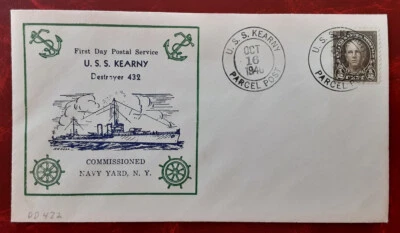 First Day Postal Service
U. S. S. KEARNY
Destroyer 432
COMMISSIONED
NAVY YARD, N. Y.
U. S. S. KEARNY
OCT
16
1940
PARCEL POST
U. S. S. KEARNY
PARCEL
DD 432